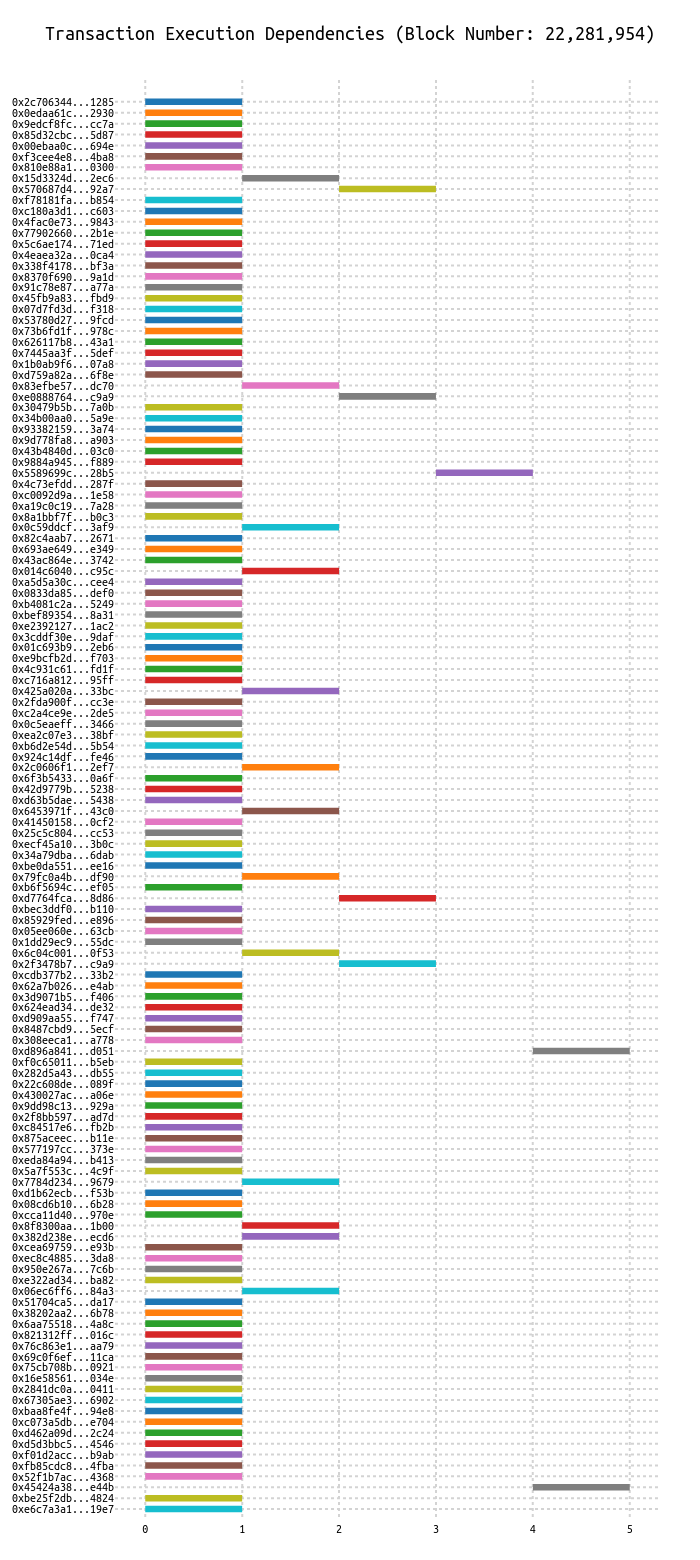 Transaction Execution Dependencies (Block Number: 22,281,954)
0x2c706344...1285
0x0edaa61c...2930
0x9edcf8fc...cc7a
0x85d32cbc...5d87
0x00ebaa0c...694e
0xf3cee4e8...4ba8
0x810e88a1...0300
0x15d3324d...2ec6
0x570687d4...92a7
0xf78181fa...b854
0xc180a3d1...c603
0x4fac0e73...9843
0x77902660...2b1e
0x5c6ae174...71ed
0x4eaea32a...0ca4
0x338f4178...bf3a
0x8370f690...9a1d
0x91c78e87...a77a
0x45fb9a83...fbd9
0x07d7fd3d...f318
0x53780d27...9fcd
0x73b6fd1f...978c
0x626117b8...43a1
0x7445aa3f...5def
0x1b0ab9f6...07a8
0xd759a82a...6f8e
0x83efbe57...dc70
0xe0888764...c9a9
0x30479b5b...7a0b
0x34b00aa0...5a9e
0x93382159...3a74
0x9d778fa8...a903
0x43b4840d...03c0
0x9884a945...f889
0x5589699c...28b5
0x4c73efdd...287f
0xc0092d9a...1e58
0xa19c0c19...7a28
0x8a1bbf7f...b0c3
0x0c59ddcf...3af9
0x82c4aab7...2671
0x693ae649...e349
0x43ac864e...3742
0x014c6040...c95c
0xa5d5a30c...cee4
0x0833da85...def0
0xb4081c2a...5249
0xbef89354...8a31
0xe2392127...1ac2
0x3cddf30e...9daf
0x01c693b9...2eb6
0xe9bcfb2d...f703
0x4c931c61...fd1f
0xc716a812...95ff
0x425a020a...33bc
0x2fda900f...cc3e
0xc2a4ce9e...2de5
0x0c5eaeff...3466
0xea2c07e3...38bf
0xb6d2e54d...5b54
0x924c14df...fe46
0x2c0606f1...2ef7
0x6f3b5433...0a6f
0x42d9779b...5238
0xd63b5dae...5438
0x6453971f...43c0
0x41450158...0cf2
0x25c5c804...cc53
0xecf45a10...3b0c
0x34a79dba...6dab
0xbe0da551...ee16
0x79fc0a4b...df90
0xb6f5694c...ef05
0xd7764fca...8d86
0xbec3ddf0...b110
0x85929fed...e896
0x05ee060e...63cb
0x1dd29ec9...55dc
0x6c04c001...0f53
0x2f3478b7...c9a9
0xcdb377b2...33b2
0x62a7b026...e4ab
0x3d9071b5...f406
0x624ead34...de32
0xd909aa55...f747
0x8487cbd9...5ecf
0x308eeca1...a778
0xd896a841...d051
0xf0c65011...b5eb
0x282d5a43...db55
0x22c608de...089f
0x430027ac...a06e
0x9dd98c13...929a
0x2f8bb597...ad7d
0xc84517e6...fb2b
0x875aceec...b11e
0x577197cc...373e
0xeda84a94...b413
0x5a7f553c...4c9f
0x7784d234...9679
0xd1b62ecb...f53b
0x08cd6b10...6b28
0xcca11d40...970e
0x8f8300aa...1b00
0x382d238e...ecd6
0xcea69759...e93b
0xec8c4885...3da8
0x950e267a...7c6b
0xe322ad34...ba82
0x06ec6ff6...84a3
0x51704ca5...da17
0x38202aa2...6b78
0x6aa75518...4a8c
0x821312ff...016c
0x76c863e1...aa79
0x69c0f6ef...11ca
0x75cb708b...0921
0x16e58561...034e
0x2841dc0a...0411
0x67305ae3...6902
0xbaa8fe4f...94e8
0xc073a5db...e704
0xd462a09d...2c24
0xd5d3bbc5...4546
0xf01d2acc...b9ab
0xfb85cdc8...4fba
0x52f1b7ac...4368
0x45424a38...e44b
0xbe25f2db...4824
0xe6c7a3a1...19e7
0 1 2 3 4 5